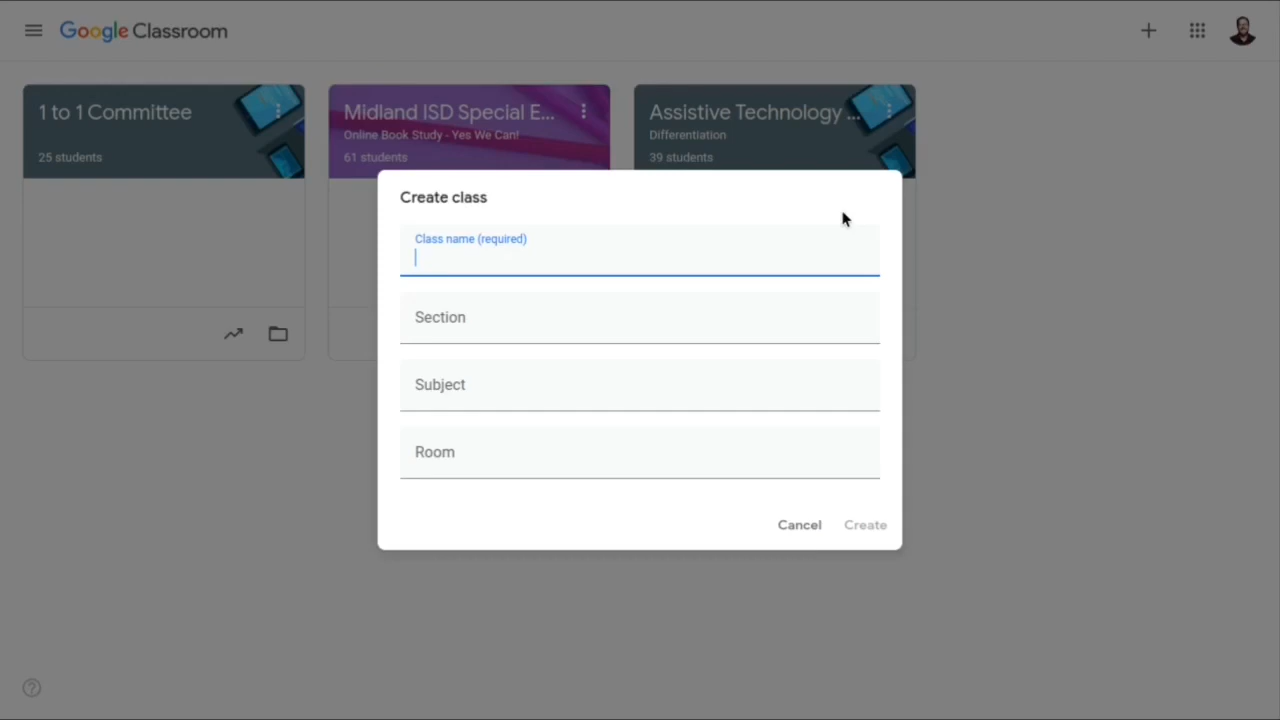 Google Classroom
1 to 1 Committee
25 students
Midland ISD Special E...
Online Book Study - Yes We Can!
61 students
Assistive Technology ...
Differentiation
39 students
Create class
Class name (required)
Section
Subject
Room
Cancel
Create